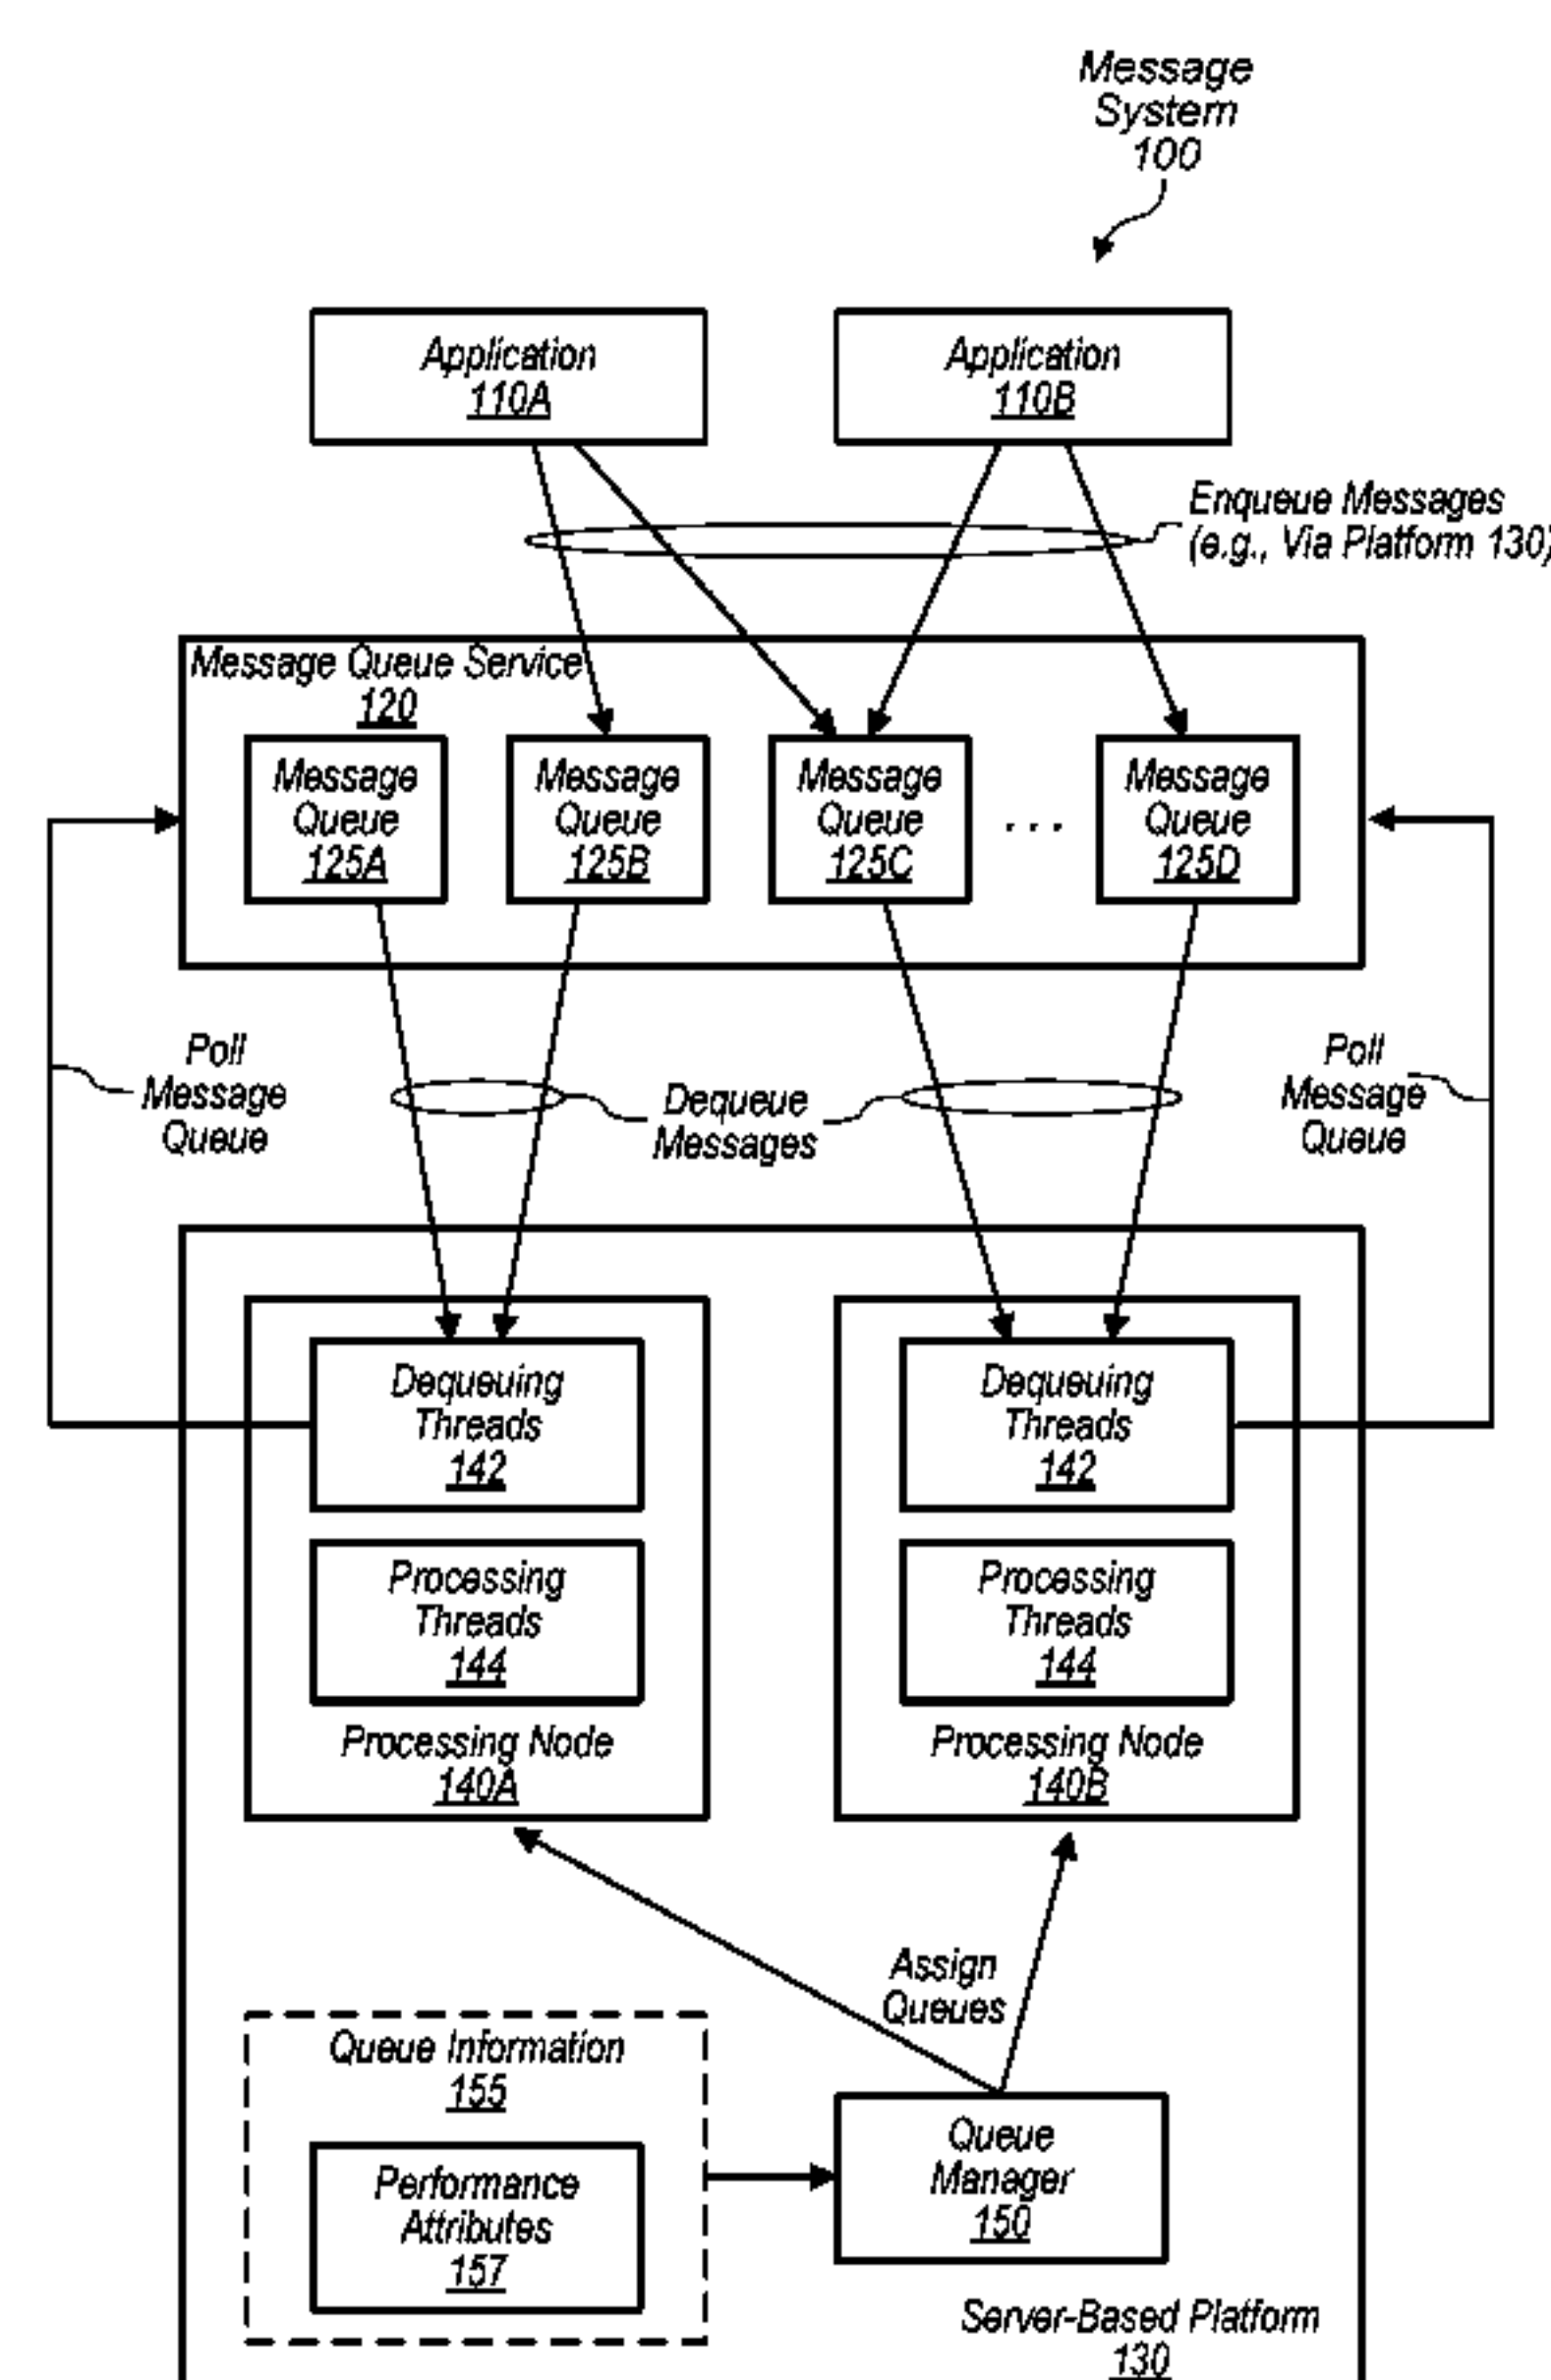 Message
System
100
Application
110A
Application
110B
Enqueue Messages
(e.g., Via Platform 130)
Message Queue Service
120
Message
Queue
125A
Message
Queue
125B
Message
Queue
125C
. . .
Message
Queue
125D
Poll
Message
Queue
Dequeue
Messages
Poll
Message
Queue
Dequeuing
Threads
142
Processing
Threads
144
Processing Node
140A
Dequeuing
Threads
142
Processing
Threads
144
Processing Node
140B
Assign
Queues
Queue Information
155
Performance
Attributes
157
Queue
Manager
150
Server-Based Platform
130